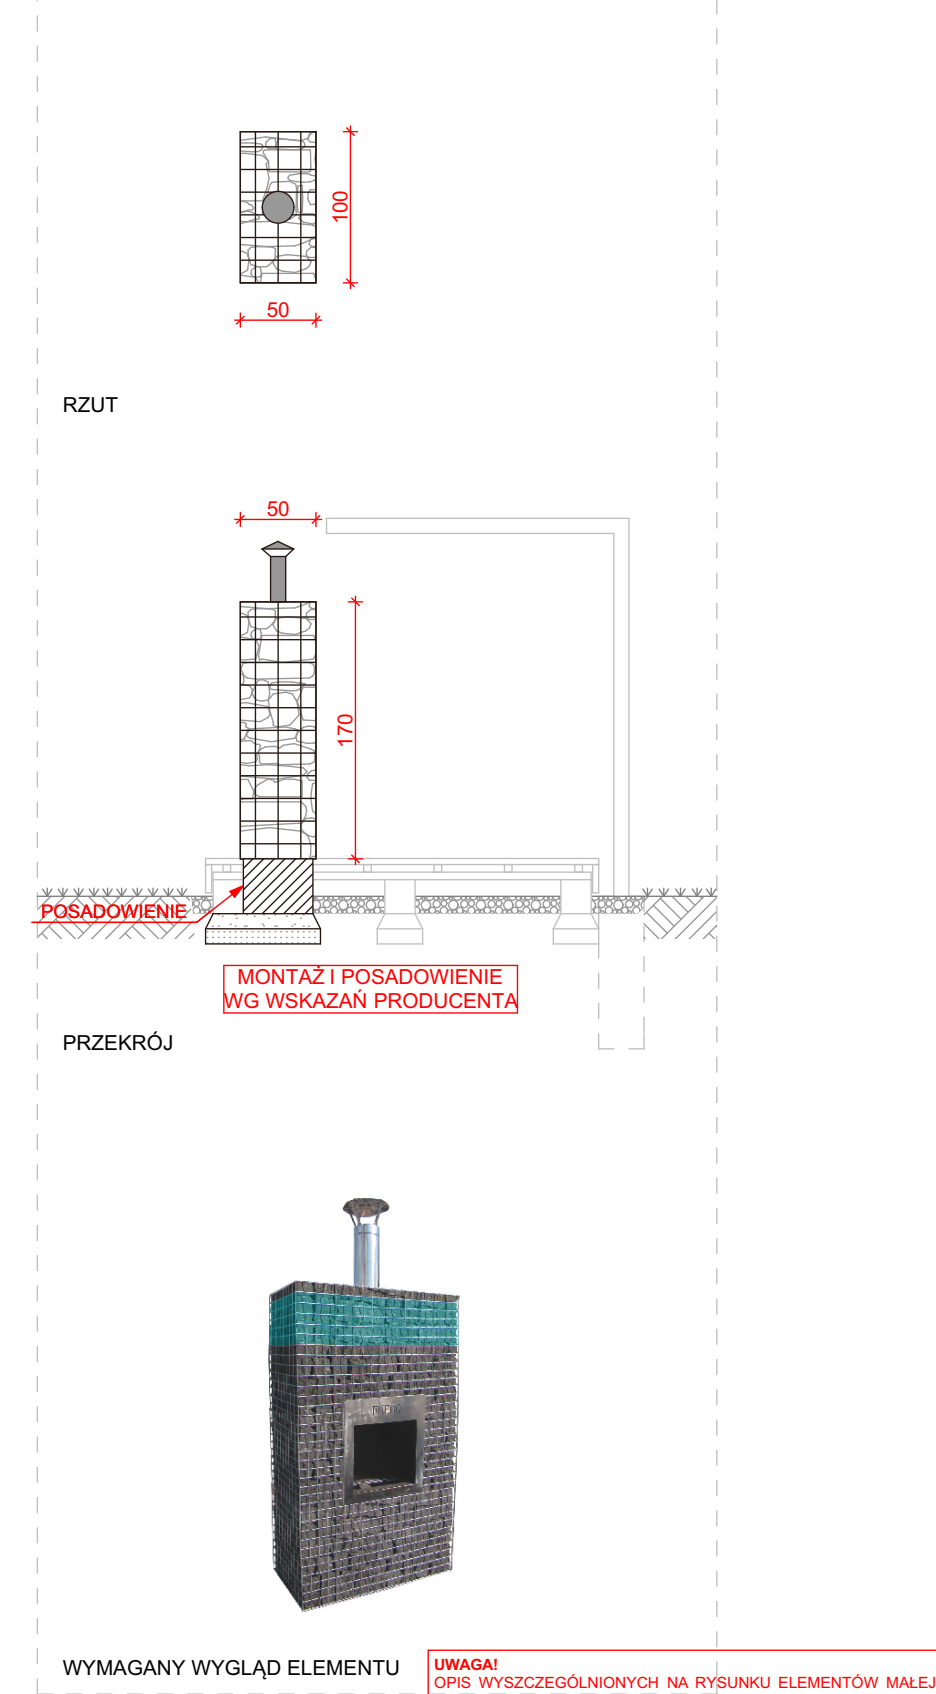 100
50
RZUT
50
170
POSADOWIENIE
MONTAŻ I POSADOWIENIE
WG WSKAZAŃ PRODUCENTA
PRZEKRÓJ
WYMAGANY WYGLĄD ELEMENTU
UWAGA!
OPIS WYSZCZEGÓLNIONYCH NA RYSUNKU ELEMENTÓW MAŁEJ